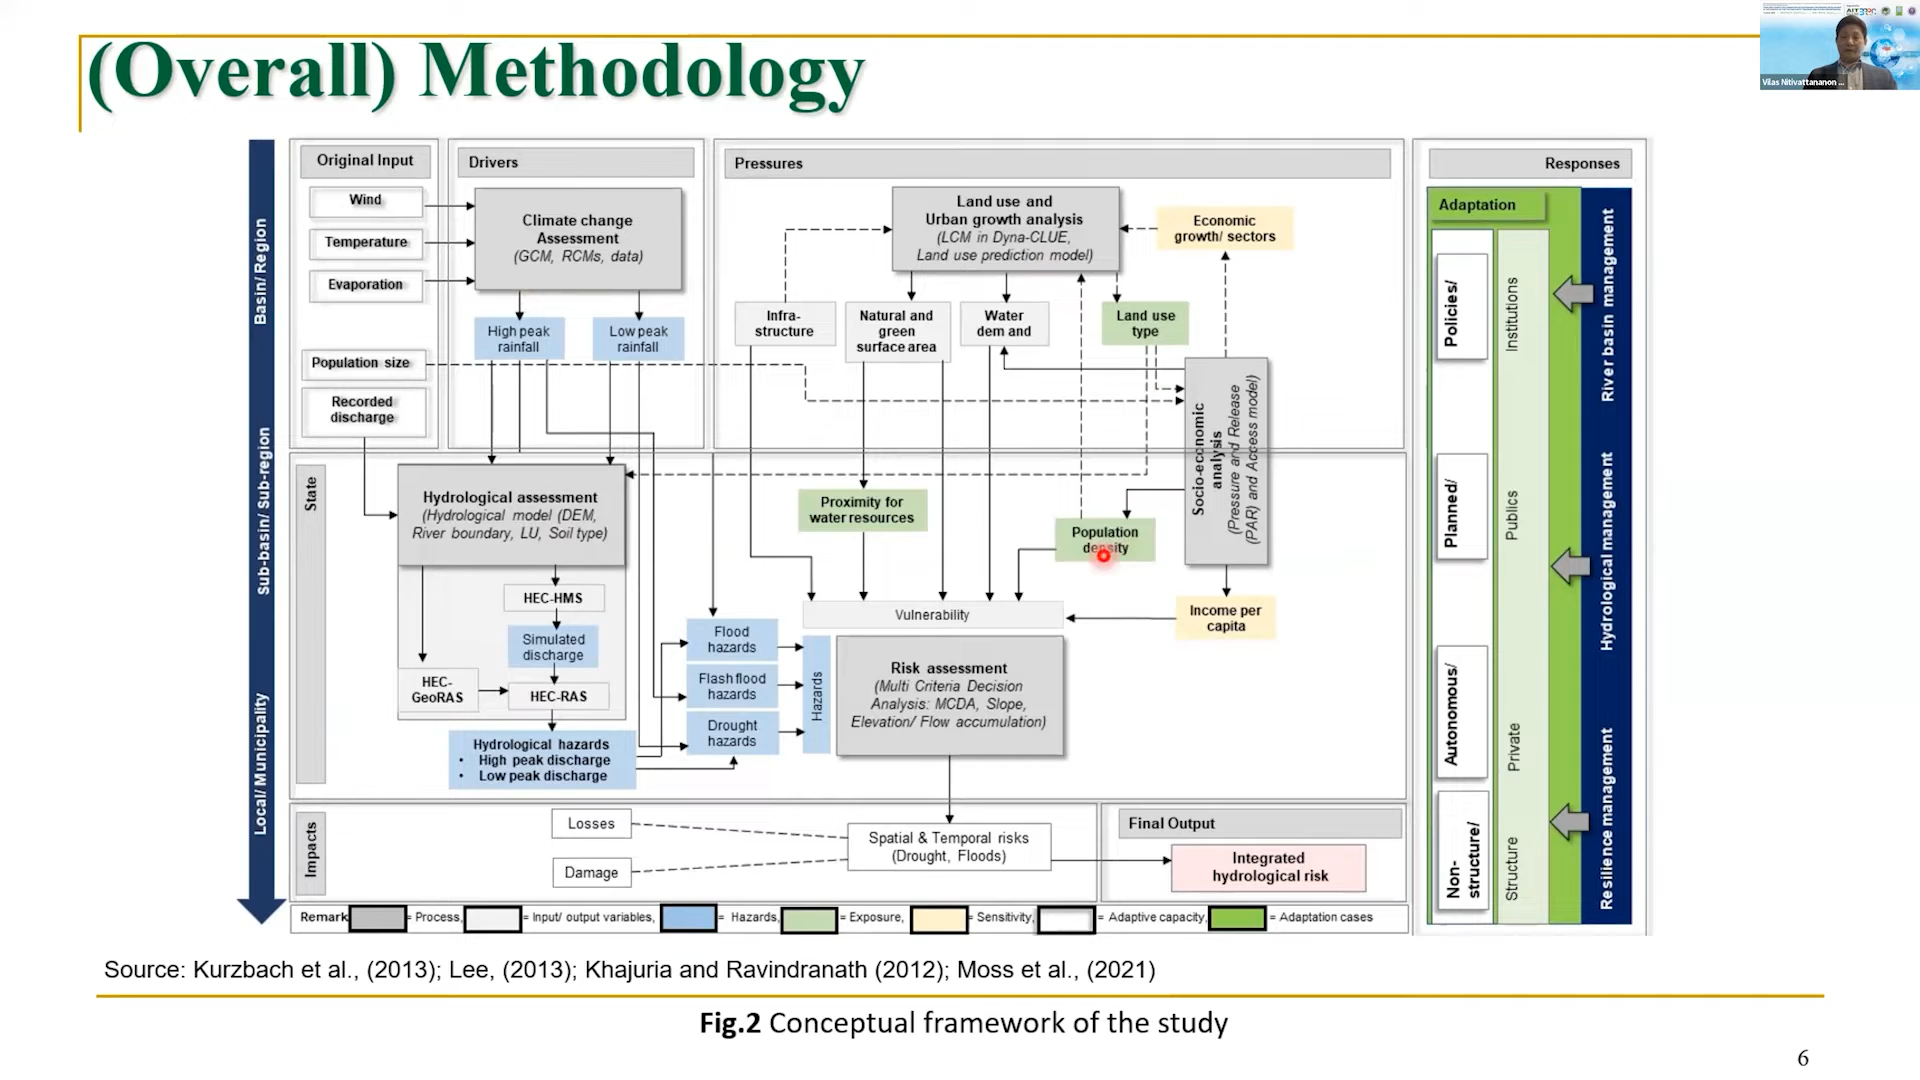 (Overall) Methodology
Vilas Nitivattananon ...
Basin/ Region
Sub-basin/ Sub-region
Local/ Municipality
Original Input
Wind
Temperature
Evaporation
Population size
Recorded
discharge
Drivers
Climate change
Assessment
(GCM, RCMs, data)
High peak
rainfall
Low peak
rainfall
Pressures
Land use and
Urban growth analysis
(LCM in Dyna-CLUE,
Land use prediction model)
Economic
growth/ sectors
Infra-
structure
Natural and
green
surface area
Water
dem and
Land use
type
Socio-economic
analysis
(Pressure and Release
(PAR) and Access model)
State
Hydrological assessment
(Hydrological model (DEM,
River boundary, LU, Soil type)
HEC-HMS
Simulated
discharge
HEC-
GeoRAS
HEC-RAS
Hydrological hazards
• High peak discharge
• Low peak discharge
Proximity for
water resources
Population
density
Vulnerability
Income per
capita
Flood
hazards
Flash flood
hazards
Drought
hazards
Hazards
Risk assessment
(Multi Criteria Decision
Analysis: MCDA, Slope,
Elevation/ Flow accumulation)
Impacts
Losses
Damage
Spatial & Temporal risks
(Drought, Floods)
Final Output
Integrated
hydrological risk
Remark
= Process,
= Input/ output variables,
= Hazards,
= Exposure,
= Sensitivity,
= Adaptive capacity,
= Adaptation cases
Responses
Adaptation
Policies/
Institutions
Planned/
Publics
Autonomous/
Private
Non-
structure/
Structure
River basin management
Hydrological management
Resilience management
Source: Kurzbach et al., (2013); Lee, (2013); Khajuria and Ravindranath (2012); Moss et al., (2021)
Fig.2 Conceptual framework of the study
6